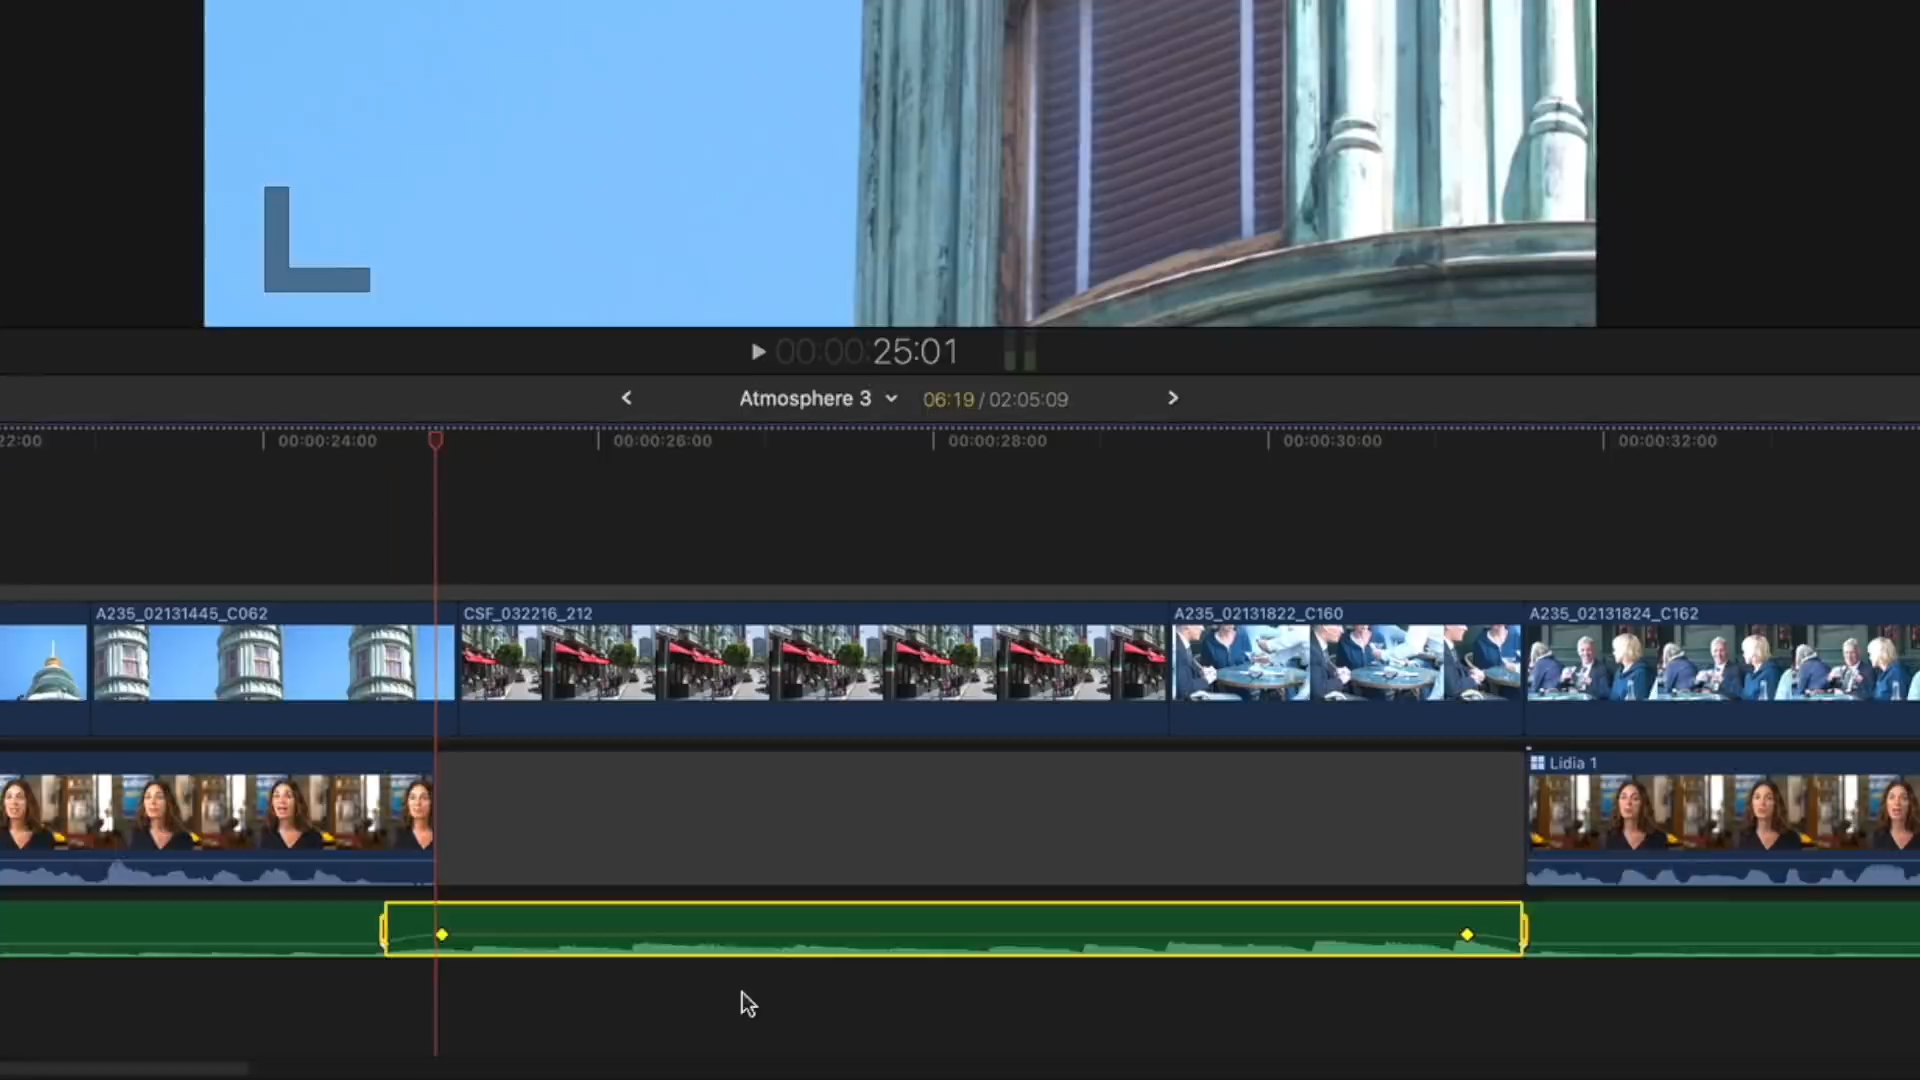 00:00:25:01
Atmosphere 3 06:19 / 02:05:09
22:00 00:00:24:00 00:00:26:00 00:00:28:00 00:00:30:00 00:00:32:00
A235_02131445_C062 CSF_032216_212 A235_02131822_C160 A235_02131824_C162
Lidia 1